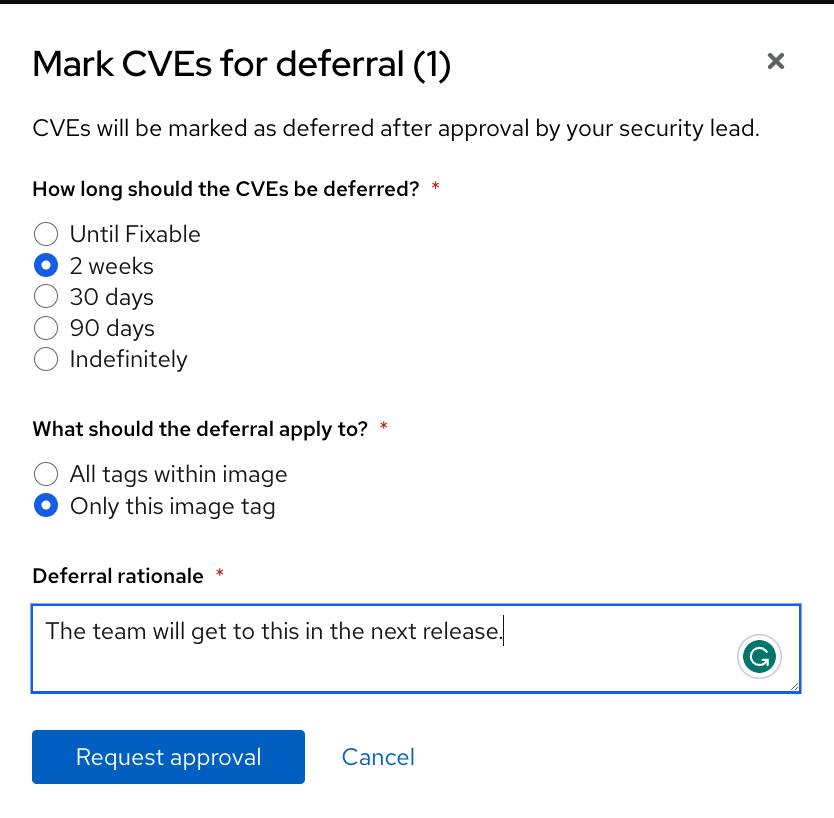 Mark CVEs for deferral (1)
CVEs will be marked as deferred after approval by your security lead.
How long should the CVEs be deferred? *
Until Fixable
2 weeks
30 days
90 days
Indefinitely
What should the deferral apply to? *
All tags within image
Only this image tag
Deferral rationale *
The team will get to this in the next release.
Request approval Cancel